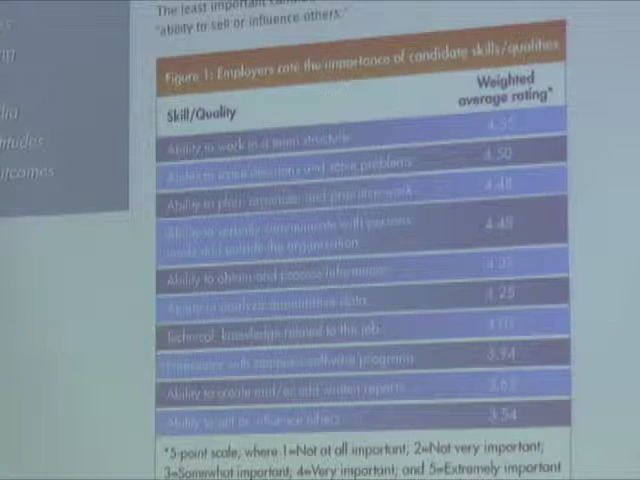 The least important
"ability to sell or influence others."
Figure 1: Employers rate the importance of candidate skills/qualities
Skill/Quality
Weighted
average rating*
Ability to work in a team structure
Ability to make decisions and solve problems 4.50
Ability to plan, organize and prioritize work 4.48
Ability to verbally communicate with persons
inside and outside the organization 4.48
Ability to obtain and process information
Ability to analyze quantitative data 4.25
Technical knowledge related to the job
Proficiency with computer software programs 3.94
Ability to create and/or edit written reports
Ability to sell or influence others 3.54
*5-point scale, where 1=Not at all important; 2=Not very important;
3=Somewhat important; 4=Very important; and 5=Extremely important